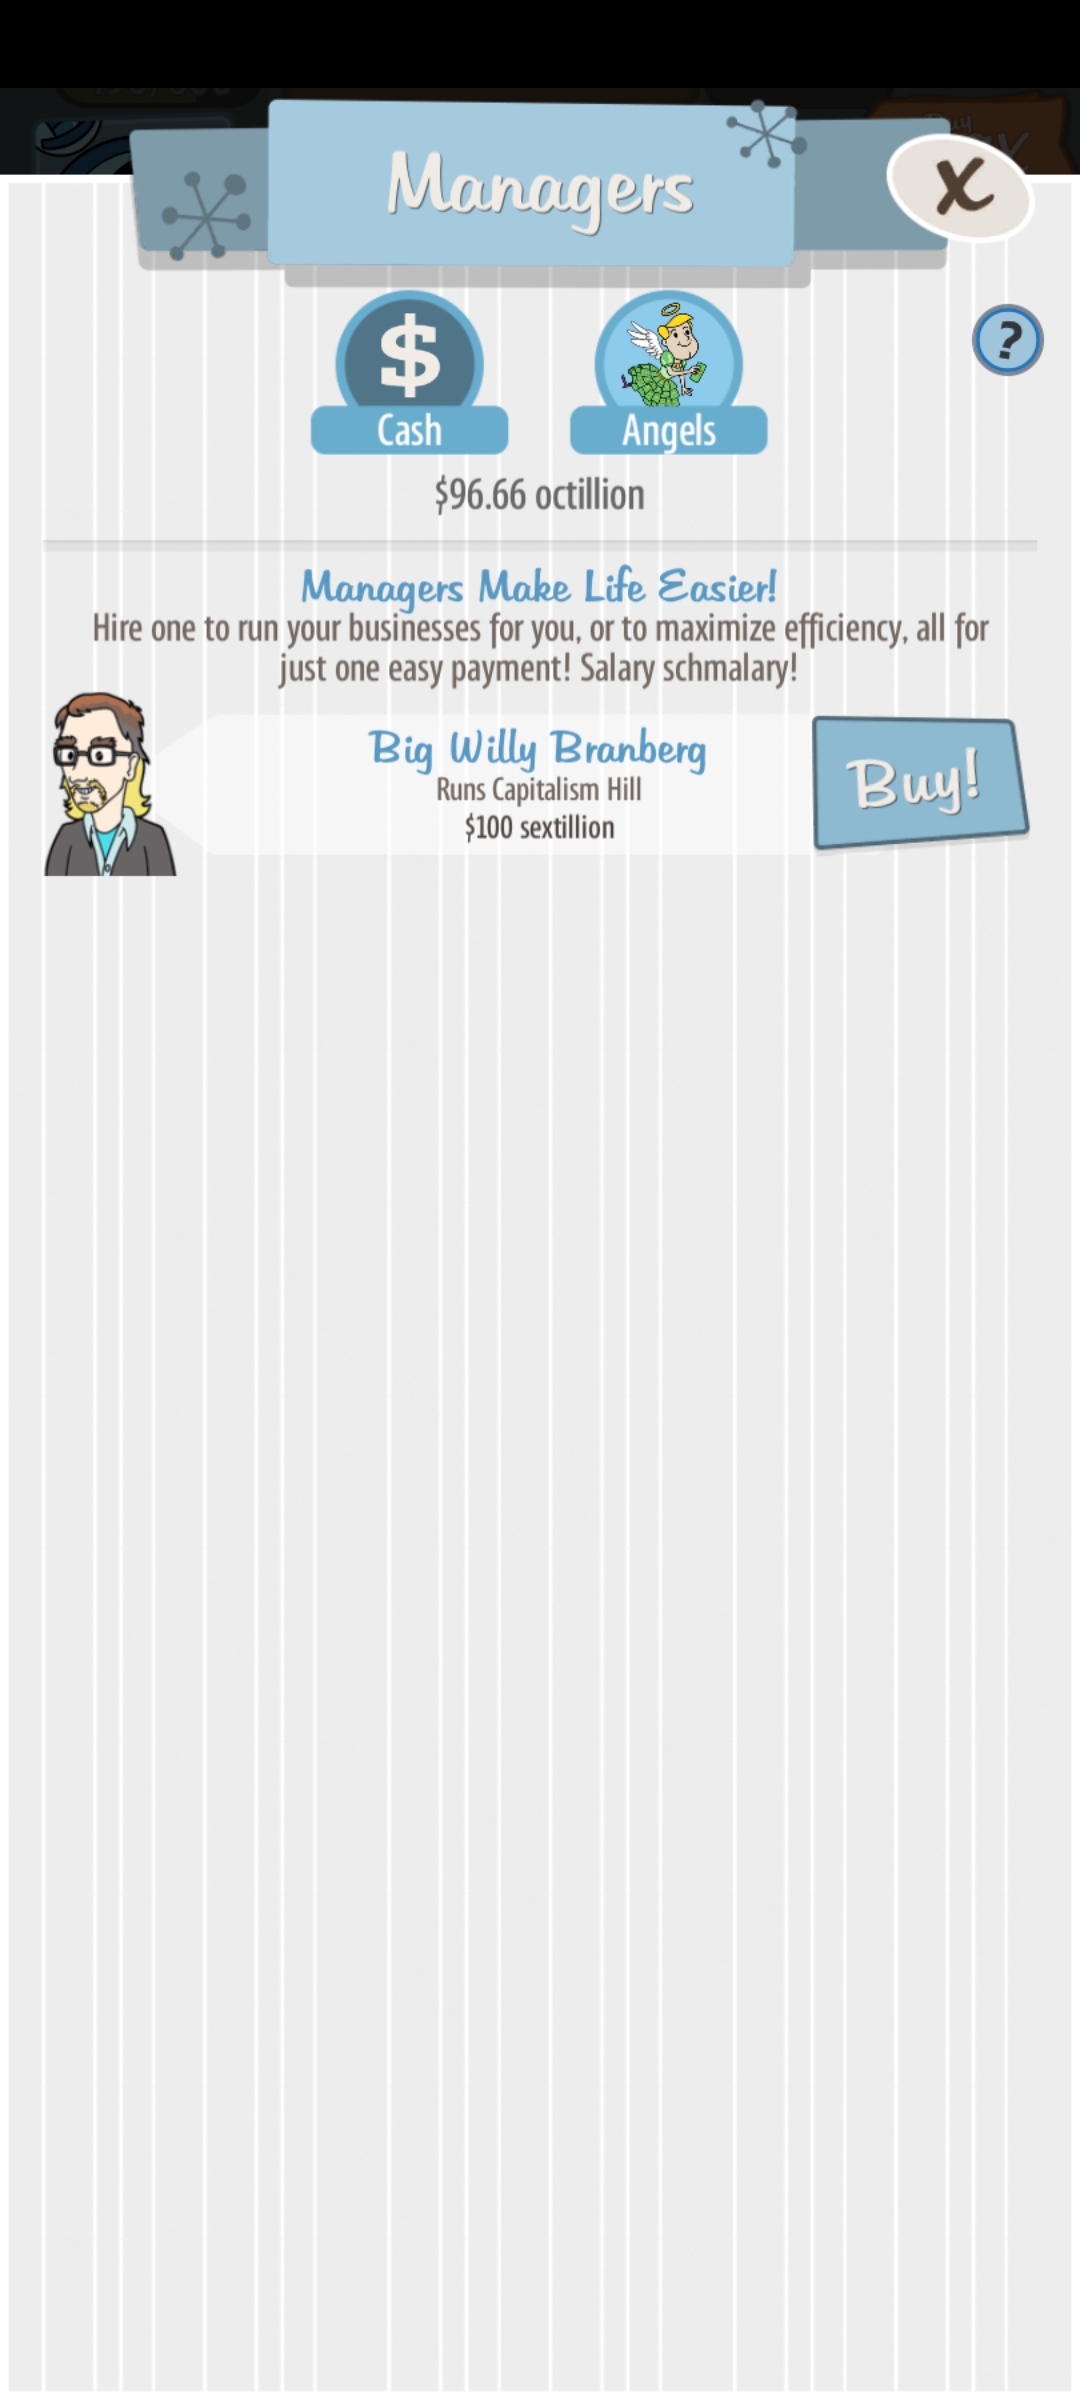 Managers
X
$
?
Cash
Angels
$96.66 octillion
Managers Make Life Easier!
Hire one to run your businesses for you, or to maximize efficiency, all for
just one easy payment! Salary schmalary!
Big Willy Branberg
Runs Capitalism Hill
$100 sextillion
Buy!